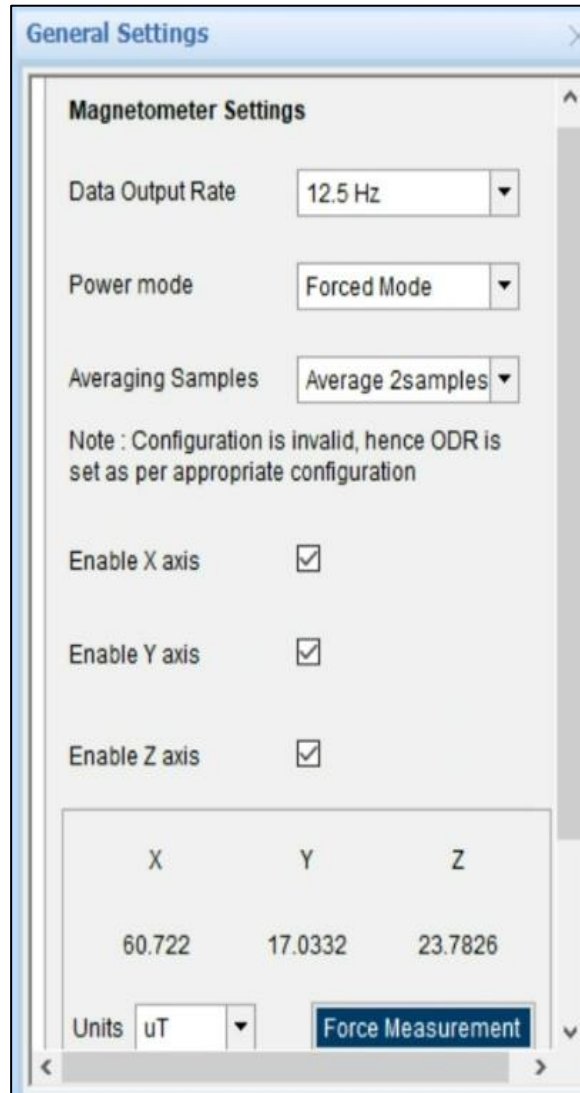 General Settings
Magnetometer Settings
Data Output Rate 12.5 Hz
Power mode Forced Mode
Averaging Samples Average 2samples
Note : Configuration is invalid, hence ODR is
set as per appropriate configuration
Enable X axis
Enable Y axis
Enable Z axis
X Y Z
60.722 17.0332 23.7826
Units uT Force Measurement